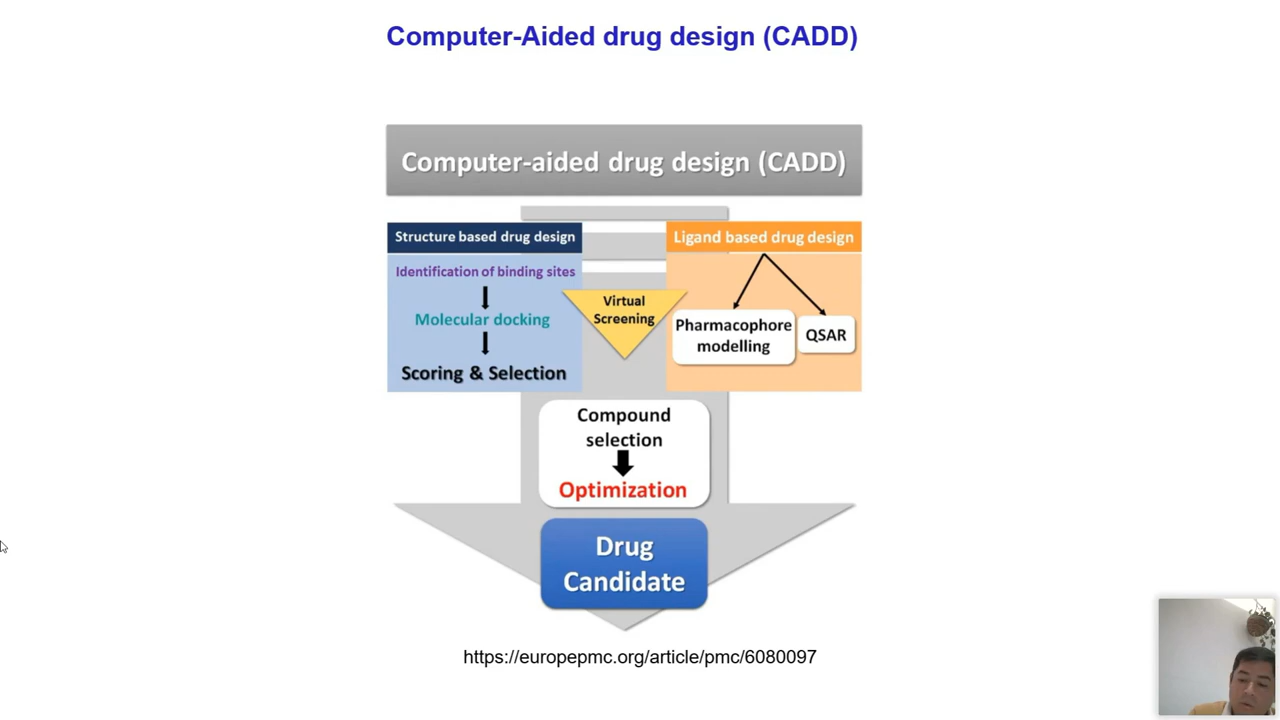 Computer-Aided drug design (CADD)
Computer-aided drug design (CADD)
Structure based drug design
Identification of binding sites
Molecular docking
Scoring & Selection
Virtual
Screening
Ligand based drug design
Pharmacophore
modelling
QSAR
Compound
selection
Optimization
Drug
Candidate
https://europepmc.org/article/pmc/6080097